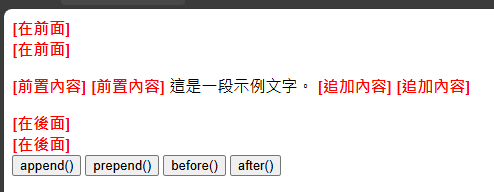 [在前面]
[在前面]
[前置內容] [前置內容] 這是一段示例文字。 [追加內容] [追加內容]
[在後面]
[在後面]
append() prepend() before() after()